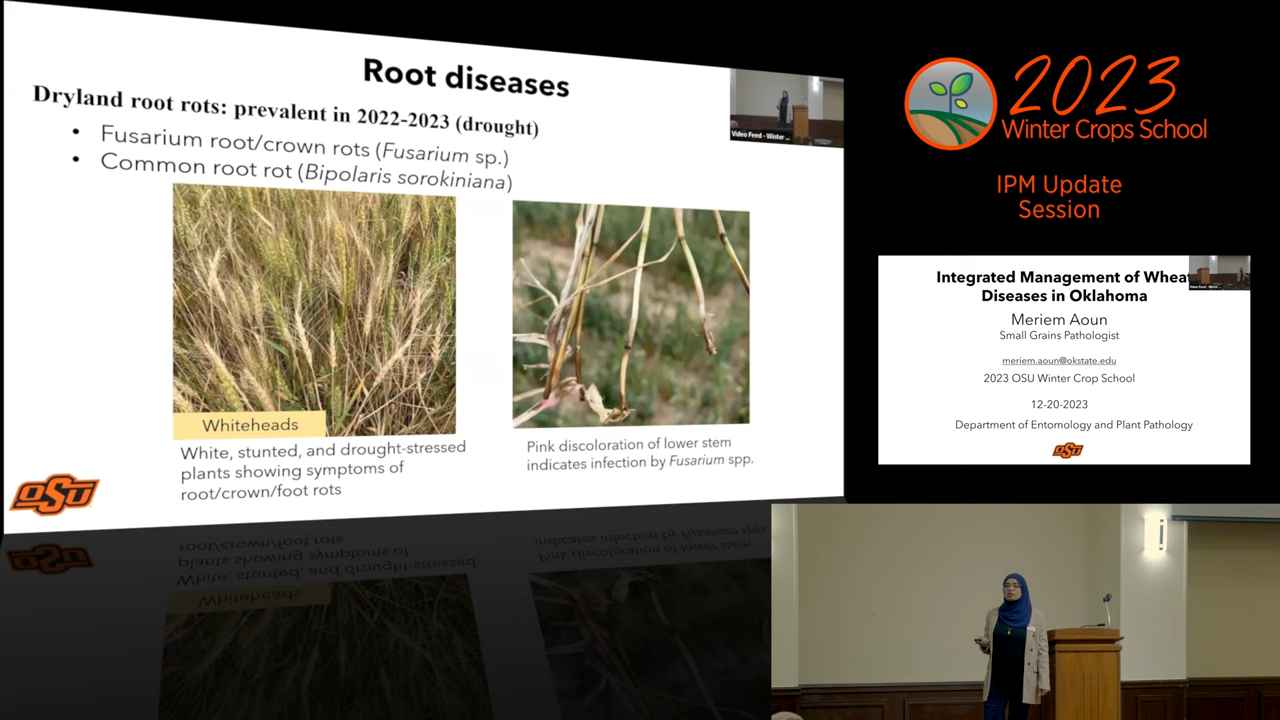 Root diseases
Dryland root rots: prevalent in 2022-2023 (drought)
• Fusarium root/crown rots (Fusarium sp.)
• Common root rot (Bipolaris sorokiniana)
Video Feed - Winter ...
Whiteheads
White, stunted, and drought-stressed
plants showing symptoms of
root/crown/foot rots
Pink discoloration of lower stem
indicates infection by Fusarium spp.
OSU
2023
Winter Crops School
IPM Update
Session
Integrated Management of Wheat
Diseases in Oklahoma
Meriem Aoun
Small Grains Pathologist
meriem.aoun@okstate.edu
2023 OSU Winter Crop School
12-20-2023
Department of Entomology and Plant Pathology
OSU